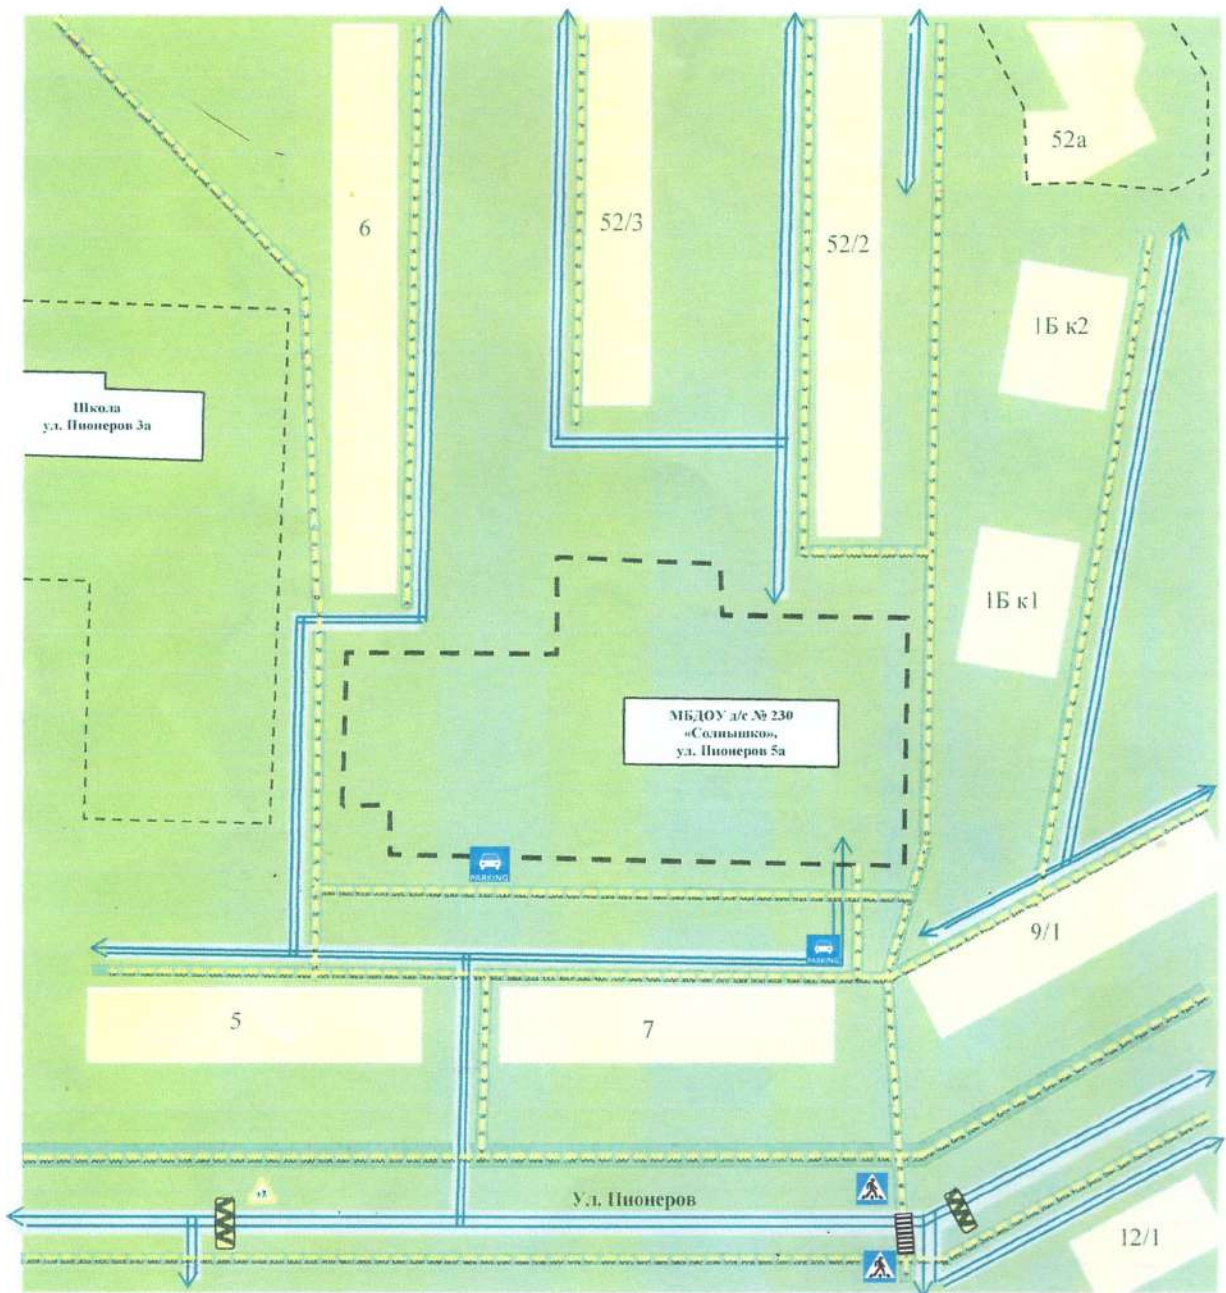 52а
6
52/3
52/2
1Б к2
Школа
ул. Пионеров 3а
1Б к1
МБДОУ д/с № 230
«Солнышко»,
ул. Пионеров 5а
PARKING
9/1
PARKING
5
7
Ул. Пионеров
12/1